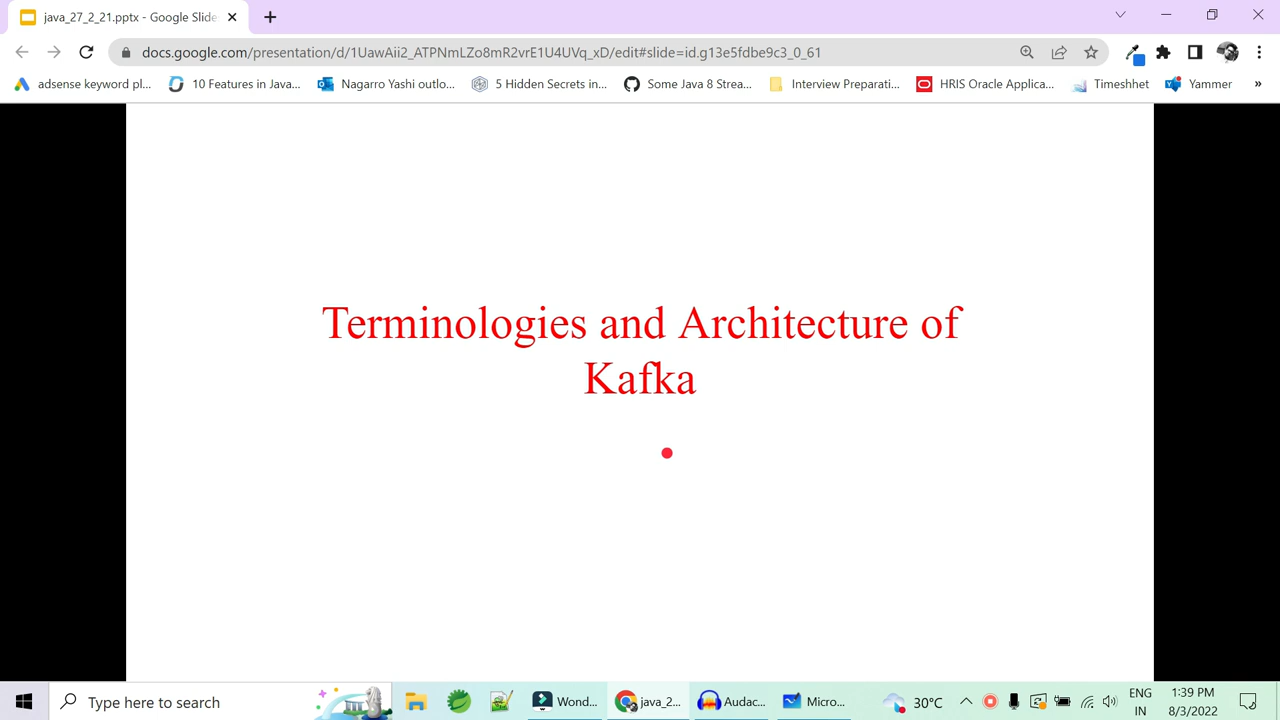 java_27_2_21.pptx - Google Slide
docs.google.com/presentation/d/1UawAii2_ATPNmLZo8mR2vrE1U4UVq_xD/edit#slide=id.g13e5fdbe9c3_0_61
adsense keyword pl... 10 Features in Java... Nagarro Yashi outlo... 5 Hidden Secrets in... Some Java 8 Strea... Interview Preparati... HRIS Oracle Applica... Timeshhet Yammer »
Terminologies and Architecture of
Kafka
Type here to search Wond... java_2... Audac... Micro... 30°C ENG 1:39 PM
IN 8/3/2022